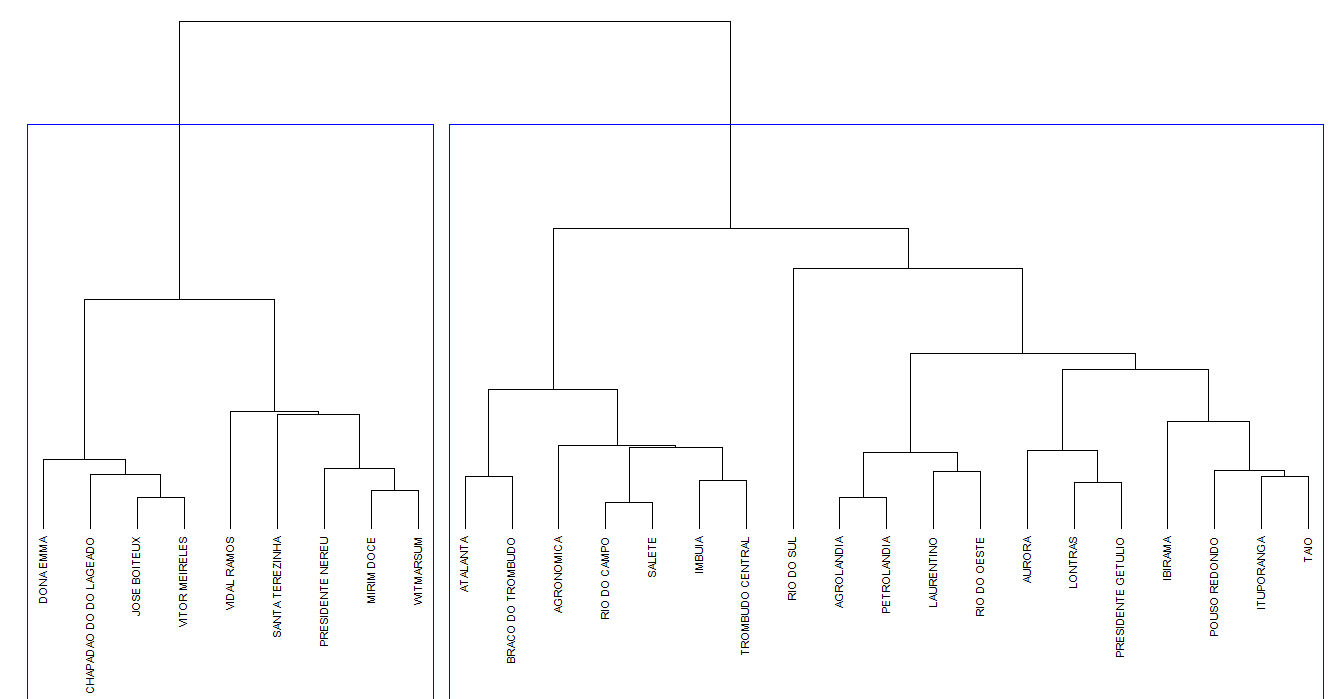 DONA EMMA
CHAPADAO DO DO LAGEADO
JOSE BOITEUX
VITOR MEIRELES
VIDAL RAMOS
SANTA TEREZINHA
PRESIDENTE NEREU
MIRIM DOCE
WITMARSUM
ATALANTA
BRACO DO TROMBUDO
AGRONOMICA
RIO DO CAMPO
SALETE
IMBUIA
TROMBUDO CENTRAL
RIO DO SUL
AGROLANDIA
PETROLANDIA
LAURENTINO
RIO DO OESTE
AURORA
LONTRAS
PRESIDENTE GETULIO
IBIRAMA
POUSO REDONDO
ITUPORANGA
TAIO